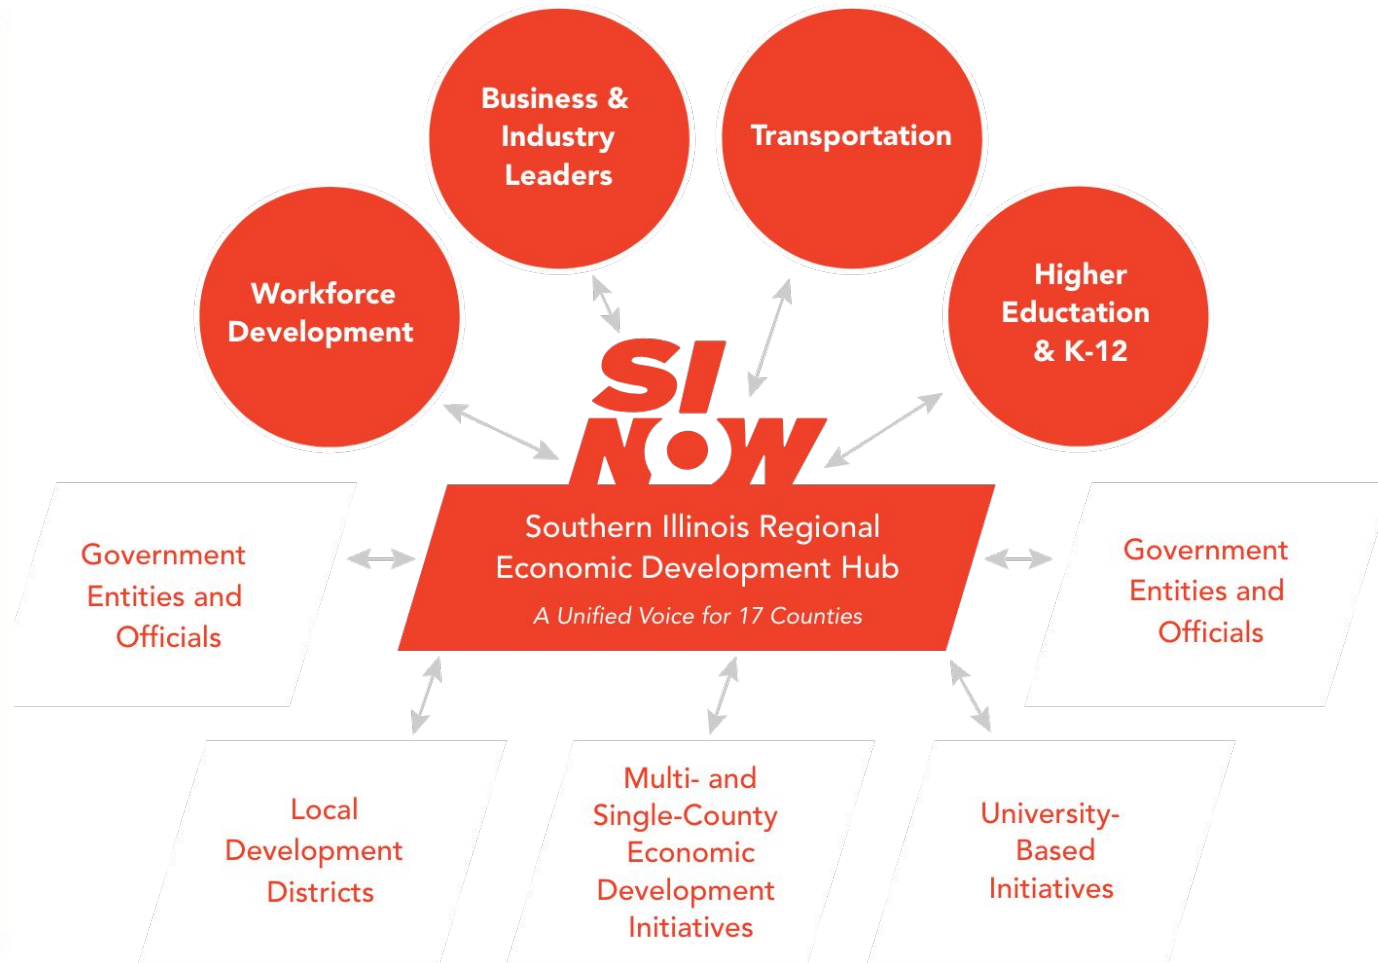 Business &
Industry
Leaders
Transportation
Workforce
Development
Higher
Eductation
& K-12
SI
NOW
Southern Illinois Regional
Economic Development Hub
A Unified Voice for 17 Counties
Government
Entities and
Officials
Government
Entities and
Officials
Local
Development
Districts
Multi- and
Single-County
Economic
Development
Initiatives
University-
Based
Initiatives